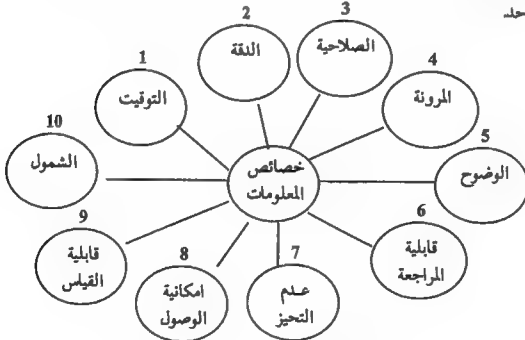 حد.
1
التوقيت
2
الدقة
3
الصلاحية
4
المرونة
5
الوضوح
6
قابلية
المراجعة
7
عدم
التحيز
8
امكانية
الوصول
9
قابلية
القياس
10
الشمول
خصائص
المعلومات